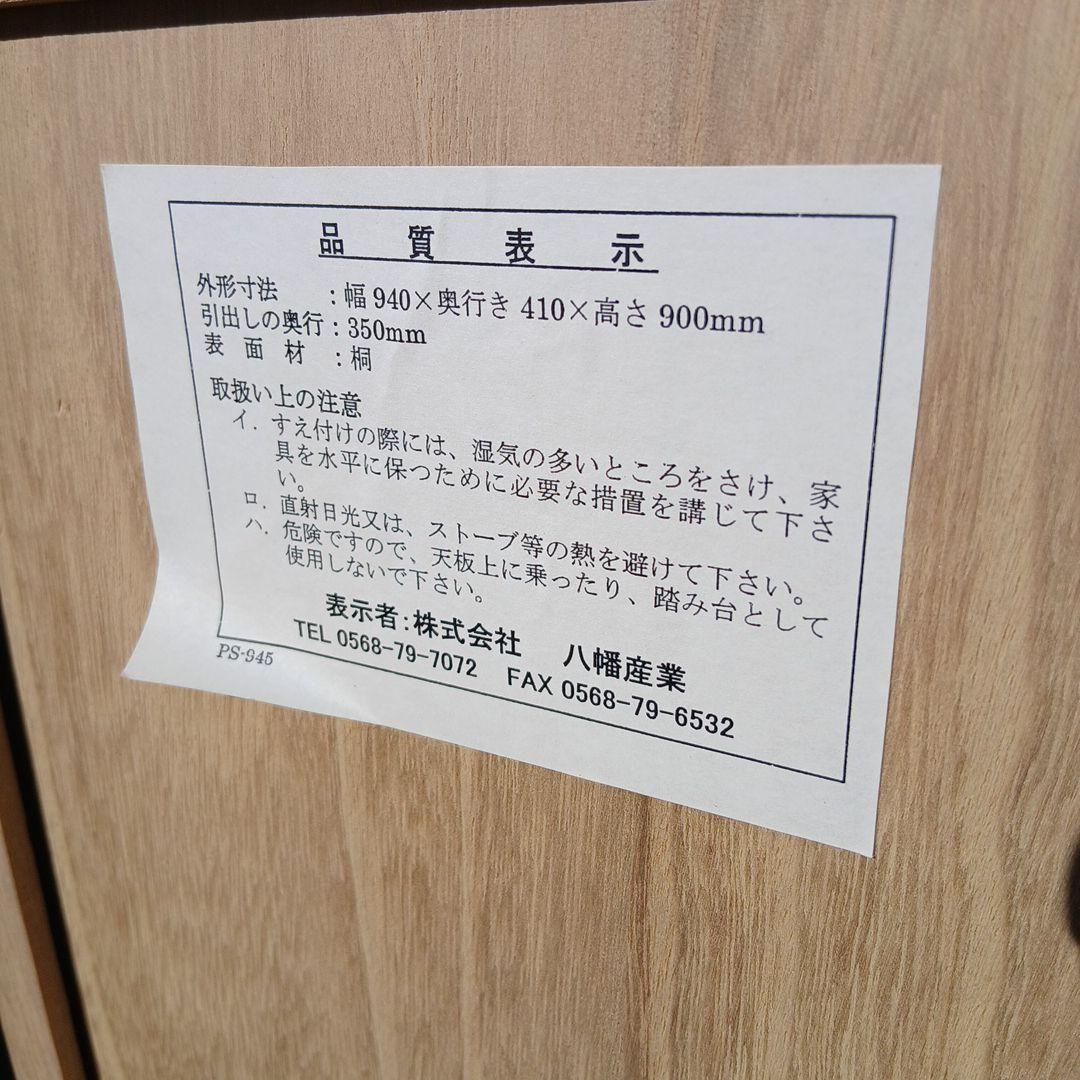 品質表示
外形寸法　：幅 940×奥行き 410×高さ 900mm
引出しの奥行：350mm
表面材　：桐
取扱い上の注意
イ．すえ付けの際には、湿気の多いところをさけ、家
具を水平に保つために必要な措置を講じて下さ
い。
ロ．直射日光又は、ストーブ等の熱を避けて下さい。
ハ．危険ですので、天板上に乗ったり、踏み台として
使用しないで下さい。
表示者：株式会社　八幡産業
TEL 0568-79-7072　FAX 0568-79-6532
PS-945